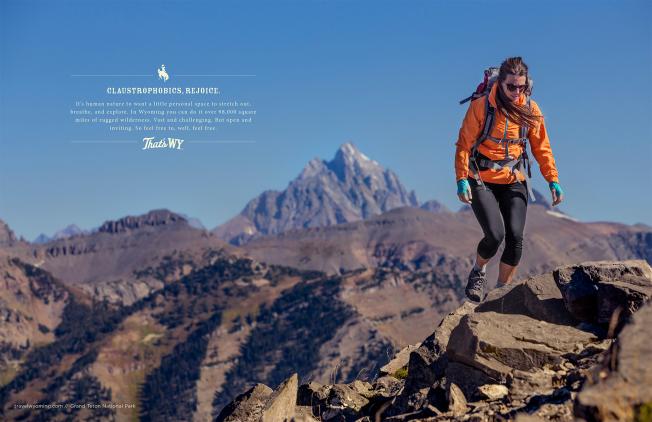 CLAUSTROPHOBICS, REJOICE.
It's human nature to want a little personal space to stretch out,
breathe, and explore. In Wyoming you can do it over 98,000 square
miles of rugged wilderness. Vast and challenging. But open and
inviting. So feel free to, well, feel free.
That's WY
travelwyoming.com // Grand Teton National Park